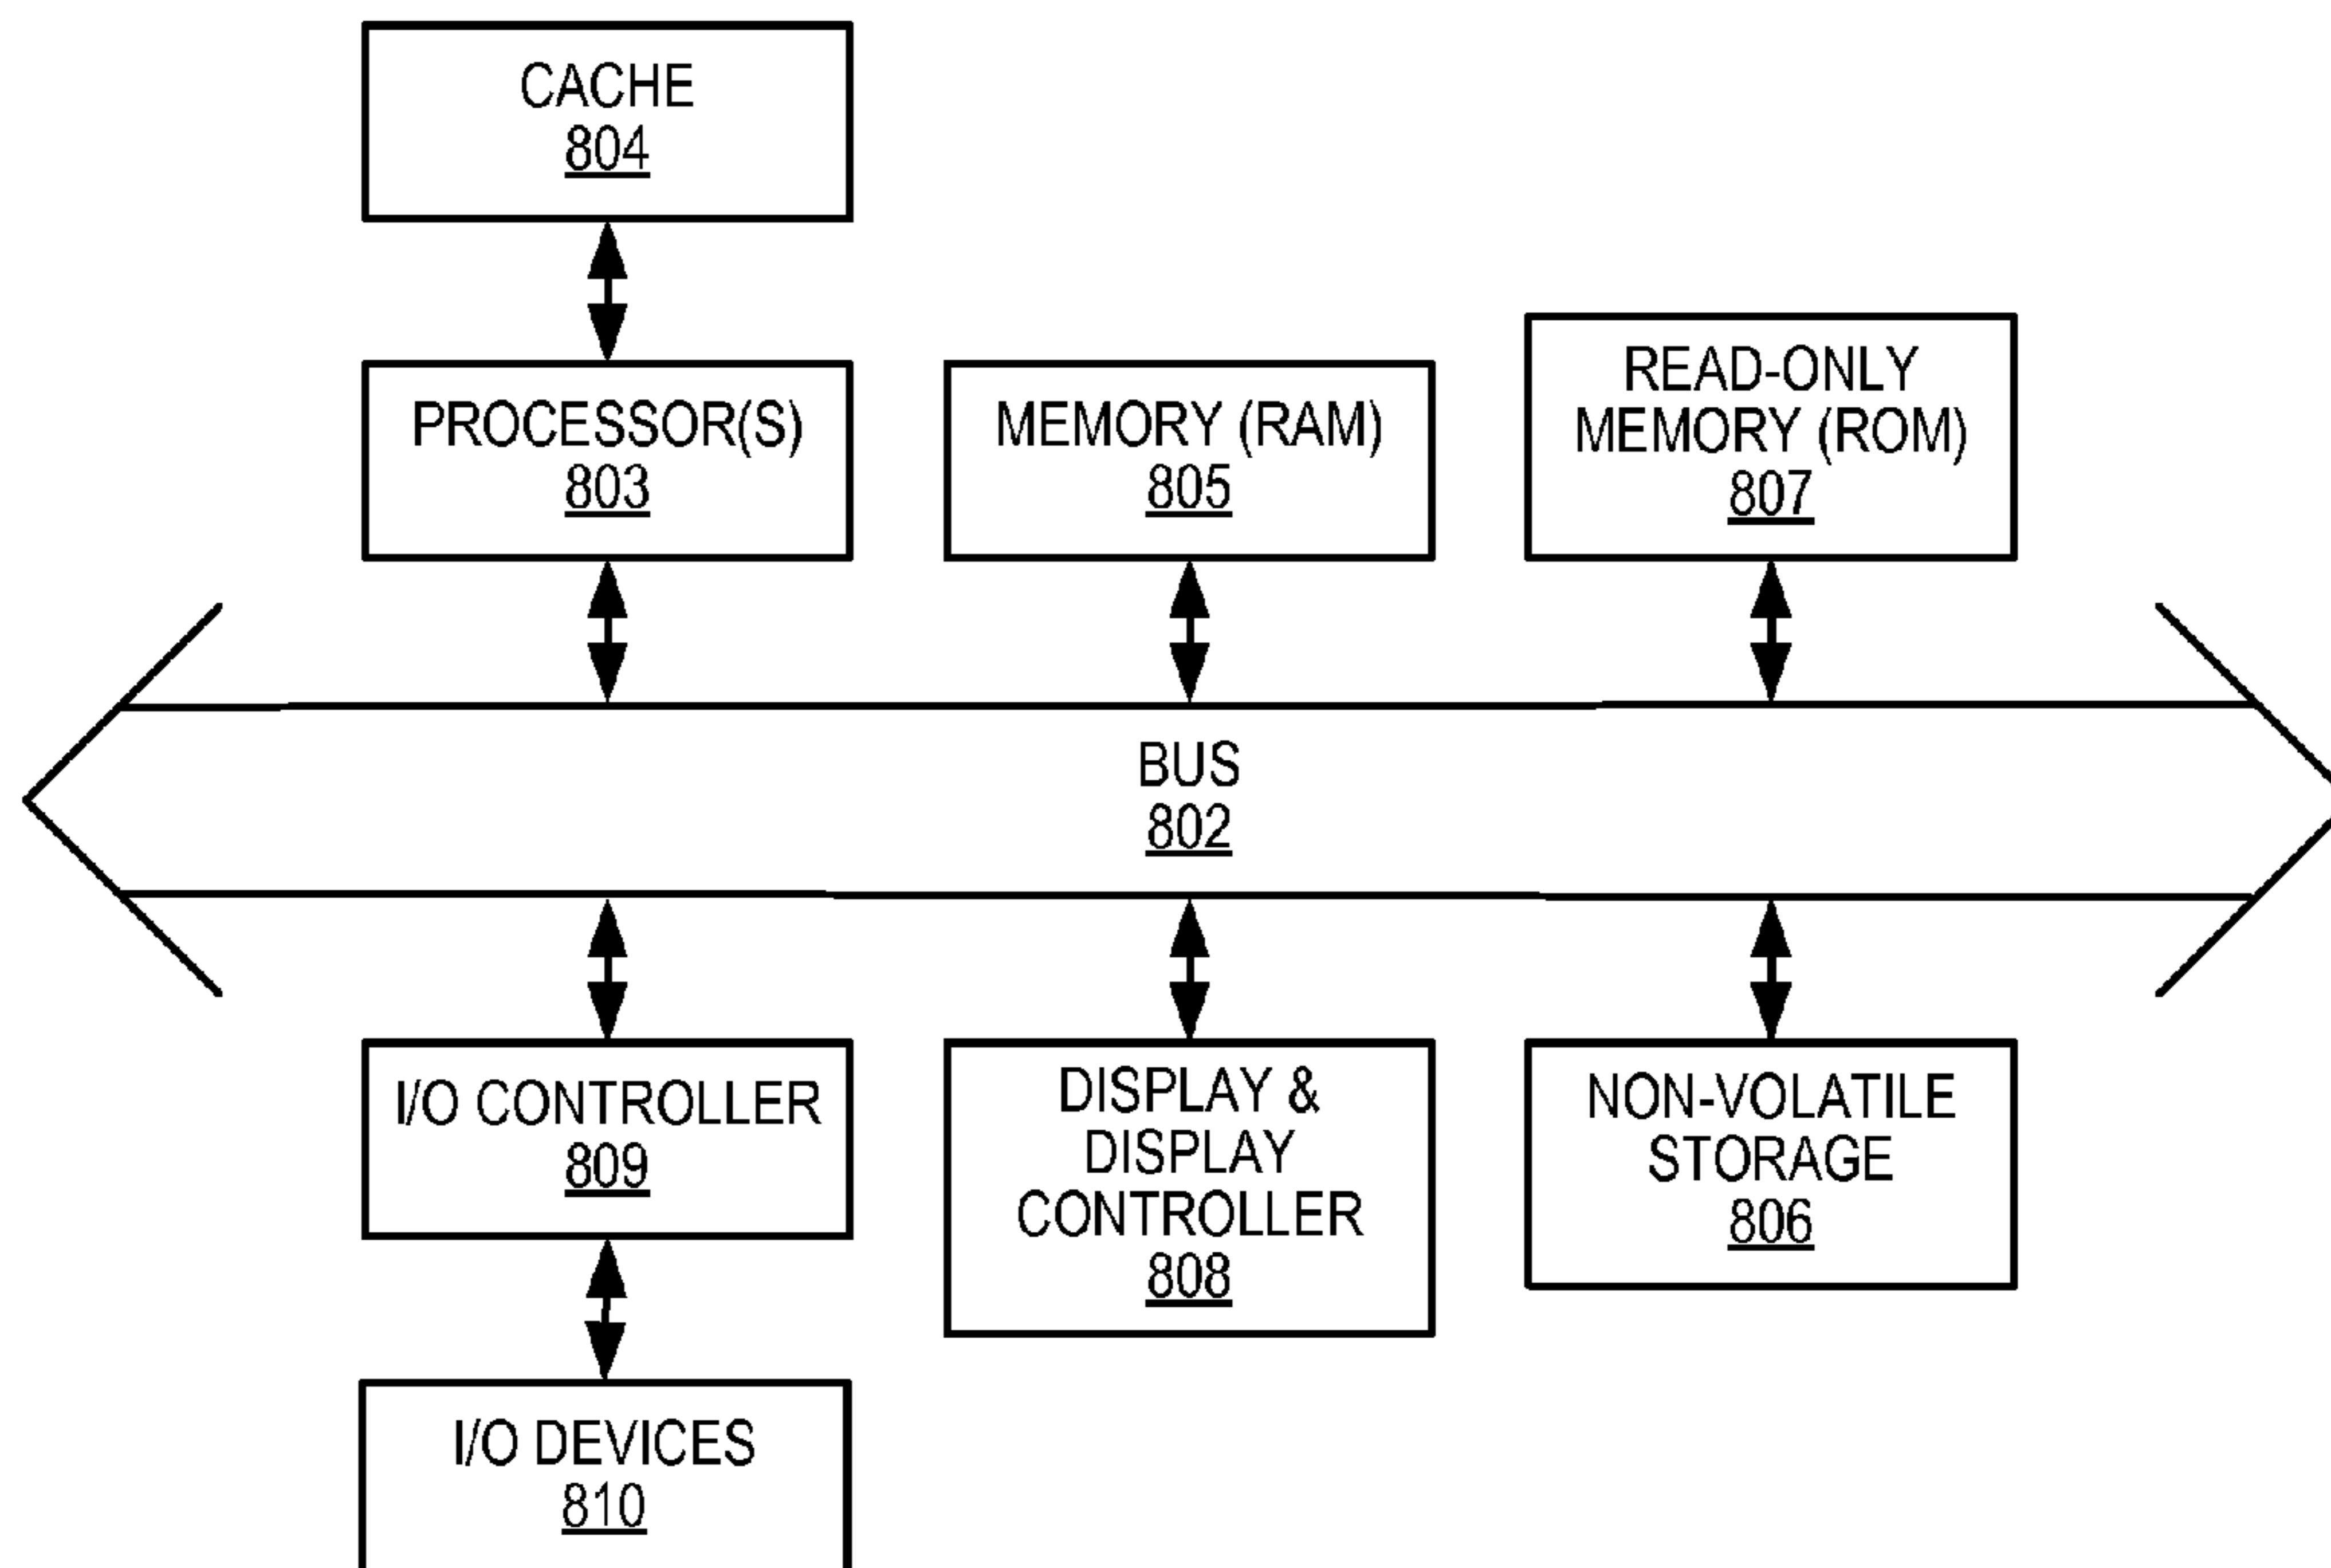 CACHE
804
PROCESSOR(S)
803
MEMORY (RAM)
805
READ-ONLY
MEMORY (ROM)
807
BUS
802
I/O CONTROLLER
809
DISPLAY &
DISPLAY
CONTROLLER
808
NON-VOLATILE
STORAGE
806
I/O DEVICES
810